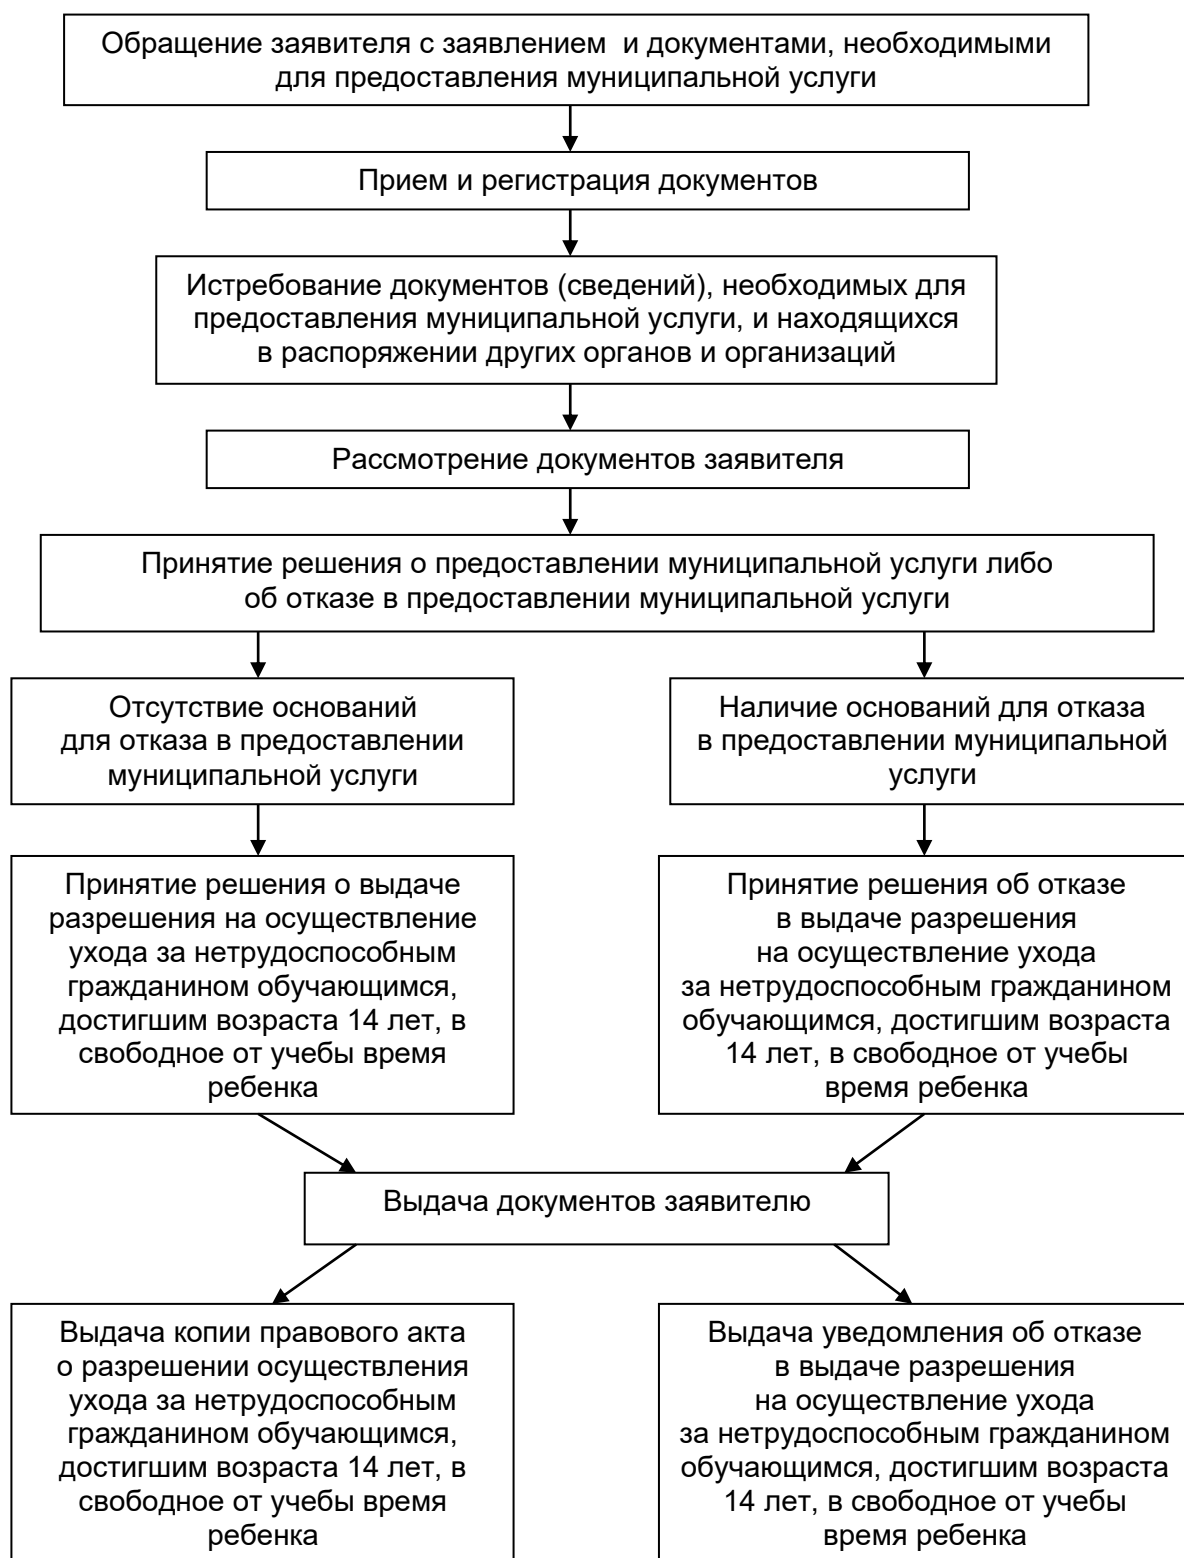 Обращение заявителя с заявлением и документами, необходимыми
для предоставления муниципальной услуги
Прием и регистрация документов
Истребование документов (сведений), необходимых для
предоставления муниципальной услуги, и находящихся
в распоряжении других органов и организаций
Рассмотрение документов заявителя
Принятие решения о предоставлении муниципальной услуги либо
об отказе в предоставлении муниципальной услуги
Отсутствие оснований
для отказа в предоставлении
муниципальной услуги
Наличие оснований для отказа
в предоставлении муниципальной
услуги
Принятие решения о выдаче
разрешения на осуществление
ухода за нетрудоспособным
гражданином обучающимся,
достигшим возраста 14 лет, в
свободное от учебы время
ребенка
Принятие решения об отказе
в выдаче разрешения
на осуществление ухода
за нетрудоспособным гражданином
обучающимся, достигшим возраста
14 лет, в свободное от учебы
время ребенка
Выдача документов заявителю
Выдача копии правового акта
о разрешении осуществления
ухода за нетрудоспособным
гражданином обучающимся,
достигшим возраста 14 лет, в
свободное от учебы время
ребенка
Выдача уведомления об отказе
в выдаче разрешения
на осуществление ухода
за нетрудоспособным гражданином
обучающимся, достигшим возраста
14 лет, в свободное от учебы
время ребенка